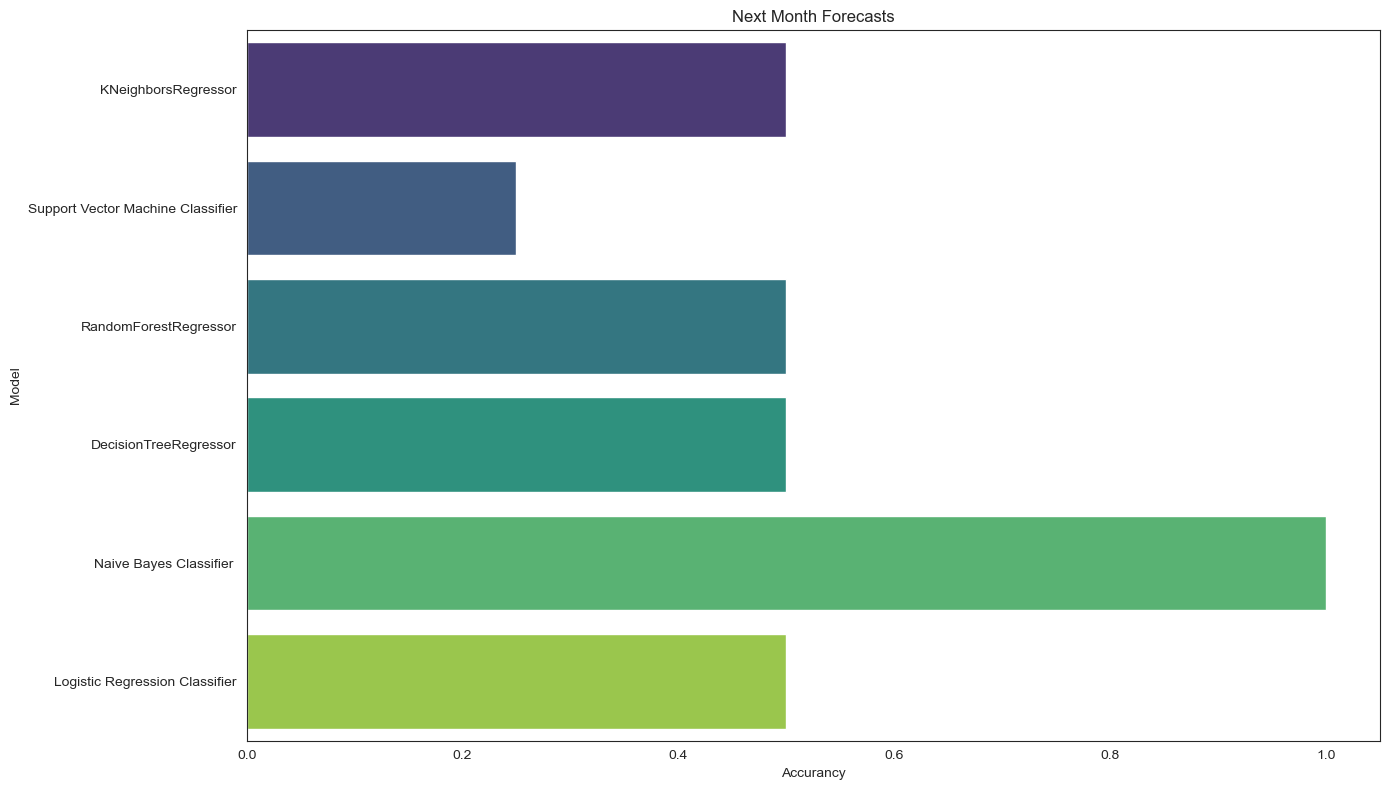 Next Month Forecasts
KNeighborsRegressor
Support Vector Machine Classifier
RandomForestRegressor
Model
DecisionTreeRegressor
Naive Bayes Classifier
Logistic Regression Classifier
0.0 0.2 0.4 0.6 0.8 1.0
Accurancy